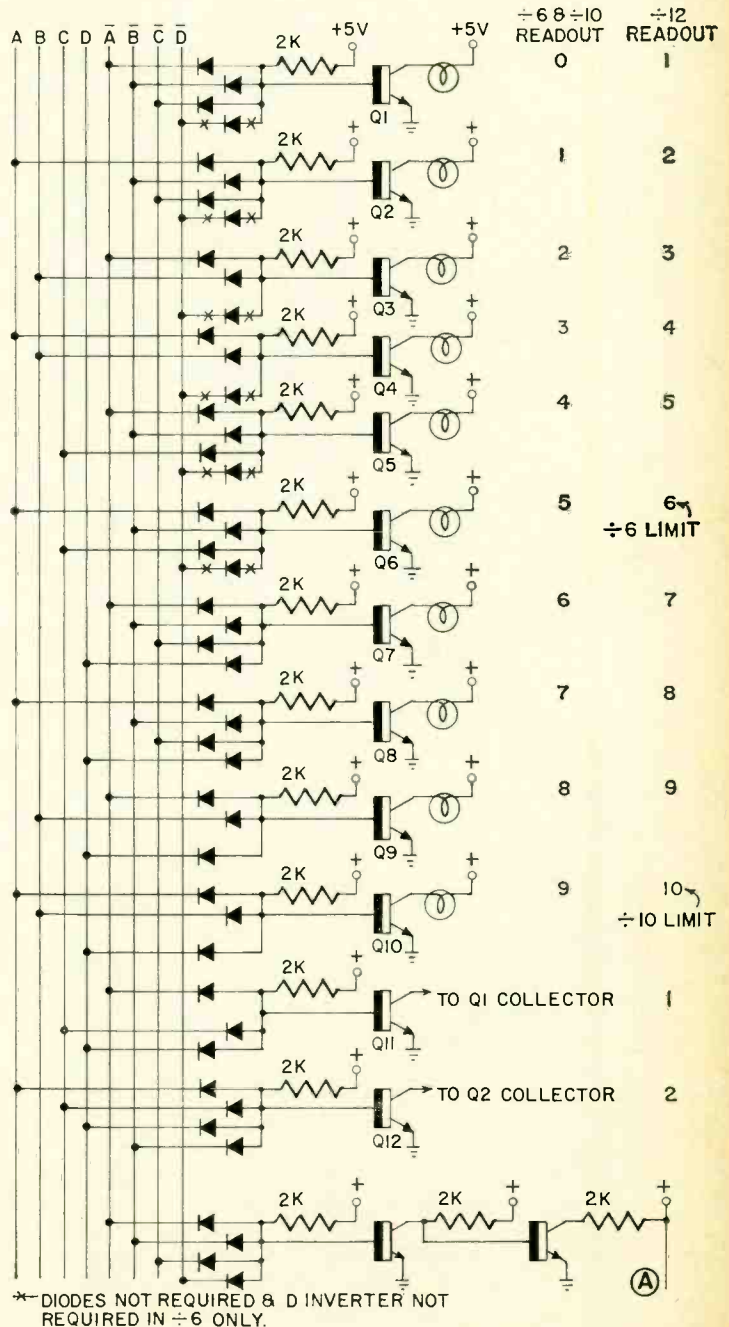 ÷6 & ÷10 ÷12
A B C D A̅ B̅ C̅ D̅ 2K +5V +5V READOUT READOUT
0 1
Q1
2K + +
1 2
Q2
2K + +
2 3
Q3
2K + +
3 4
Q4
2K + +
4 5
Q5
2K + +
5 6
÷6 LIMIT
Q6
2K + +
6 7
Q7
2K + +
7 8
Q8
2K + +
8 9
Q9
2K + +
9 10
÷10 LIMIT
Q10
2K +
TO Q1 COLLECTOR 1
Q11
2K +
TO Q2 COLLECTOR 2
Q12
2K + 2K + 2K +
A
DIODES NOT REQUIRED & D INVERTER NOT
REQUIRED IN ÷6 ONLY.